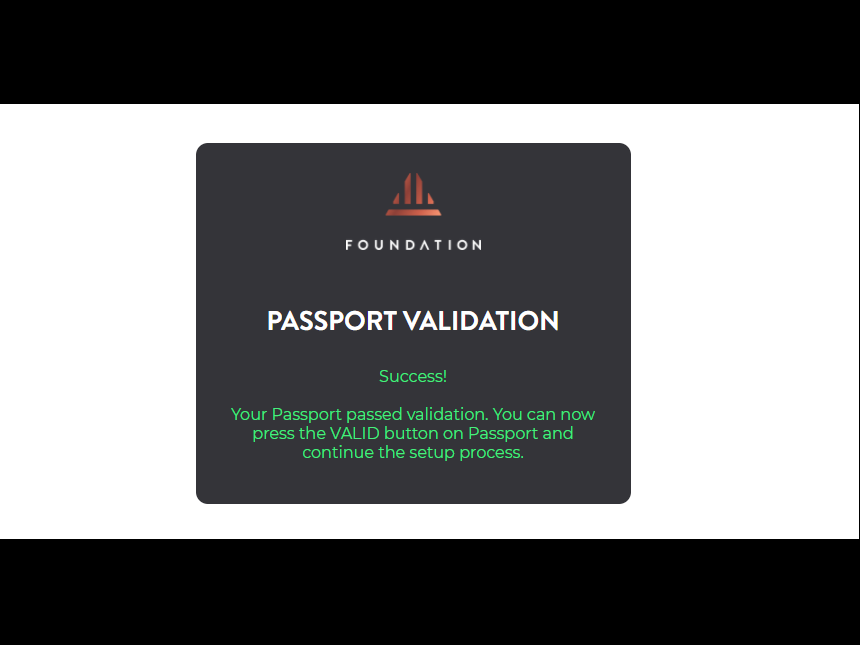 FOUNDATION
PASSPORT VALIDATION
Success!
Your Passport passed validation. You can now
press the VALID button on Passport and
continue the setup process.